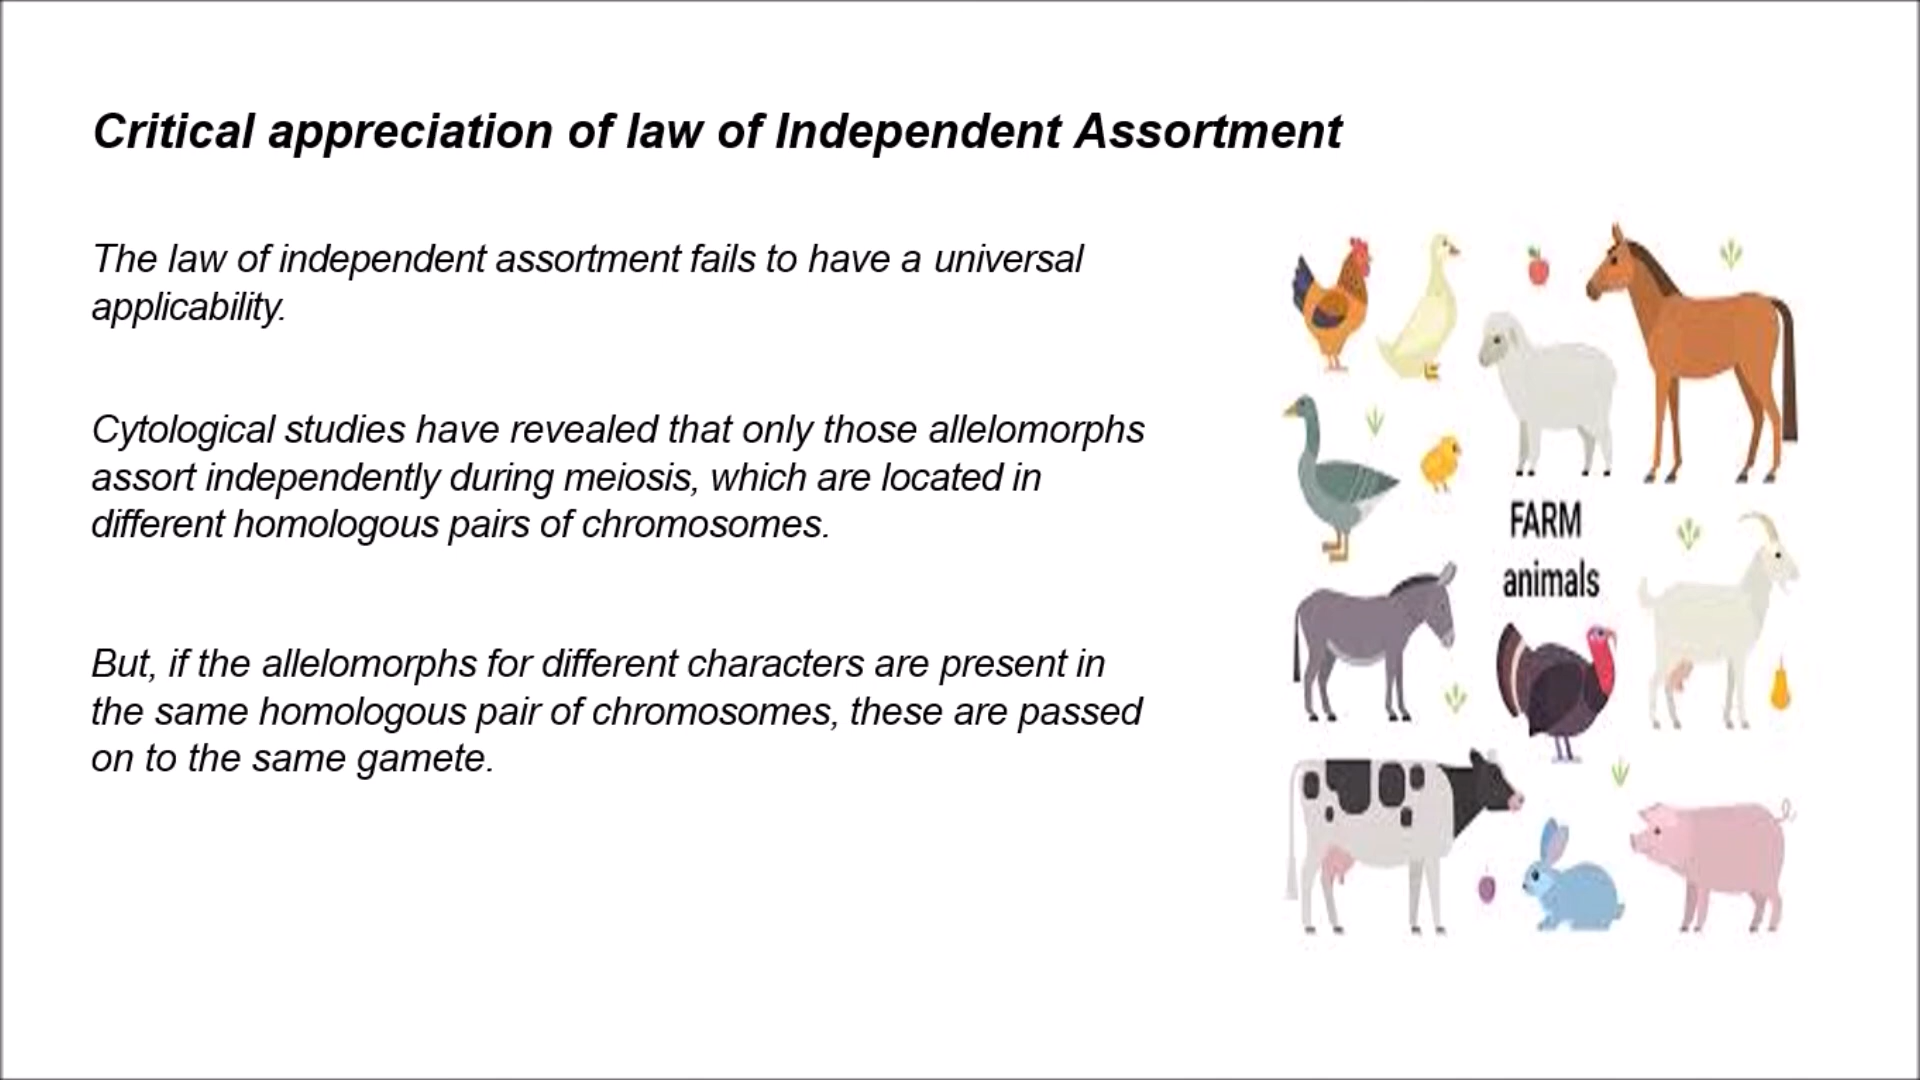 Critical appreciation of law of Independent Assortment
The law of independent assortment fails to have a universal
applicability.
Cytological studies have revealed that only those allelomorphs
assort independently during meiosis, which are located in
different homologous pairs of chromosomes.
But, if the allelomorphs for different characters are present in
the same homologous pair of chromosomes, these are passed
on to the same gamete.
FARM
animals